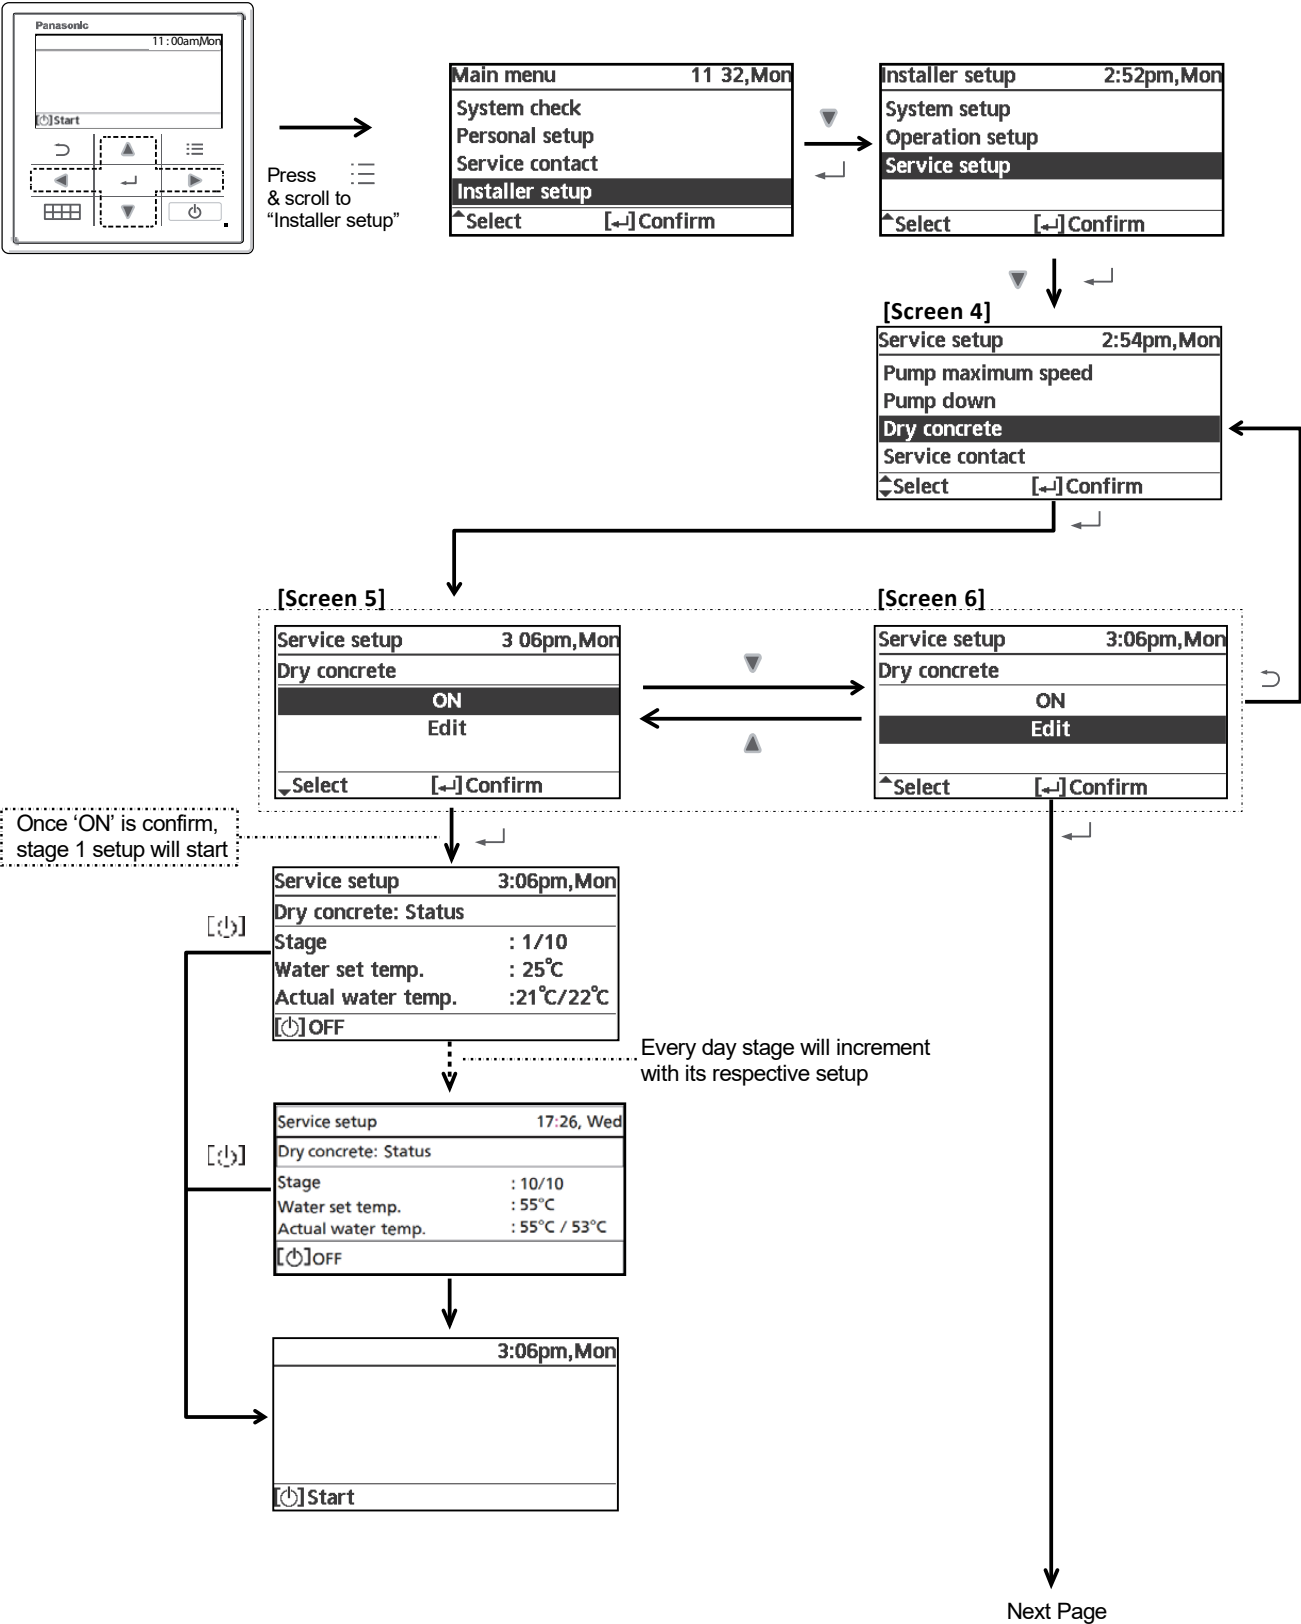 Panasonic
11:00am,Mon
[⏻]Start
Press
& scroll to
“Installer setup”
Main menu 11 32,Mon
System check
Personal setup
Service contact
Installer setup
Select [↵]Confirm
Installer setup 2:52pm,Mon
System setup
Operation setup
Service setup
Select [↵]Confirm
[Screen 4]
Service setup 2:54pm,Mon
Pump maximum speed
Pump down
Dry concrete
Service contact
Select [↵]Confirm
[Screen 5]
Service setup 3 06pm,Mon
Dry concrete
ON
Edit
Select [↵]Confirm
[Screen 6]
Service setup 3:06pm,Mon
Dry concrete
ON
Edit
Select [↵]Confirm
Once ‘ON’ is confirm,
stage 1 setup will start
Service setup 3:06pm,Mon
Dry concrete: Status
Stage : 1/10
Water set temp. : 25℃
Actual water temp. :21℃/22℃
[⏻]OFF
[⏻]
Every day stage will increment
with its respective setup
Service setup 17:26, Wed
Dry concrete: Status
Stage : 10/10
Water set temp. : 55°C
Actual water temp. : 55°C / 53°C
[⏻]OFF
[⏻]
3:06pm,Mon
[⏻]Start
Next Page